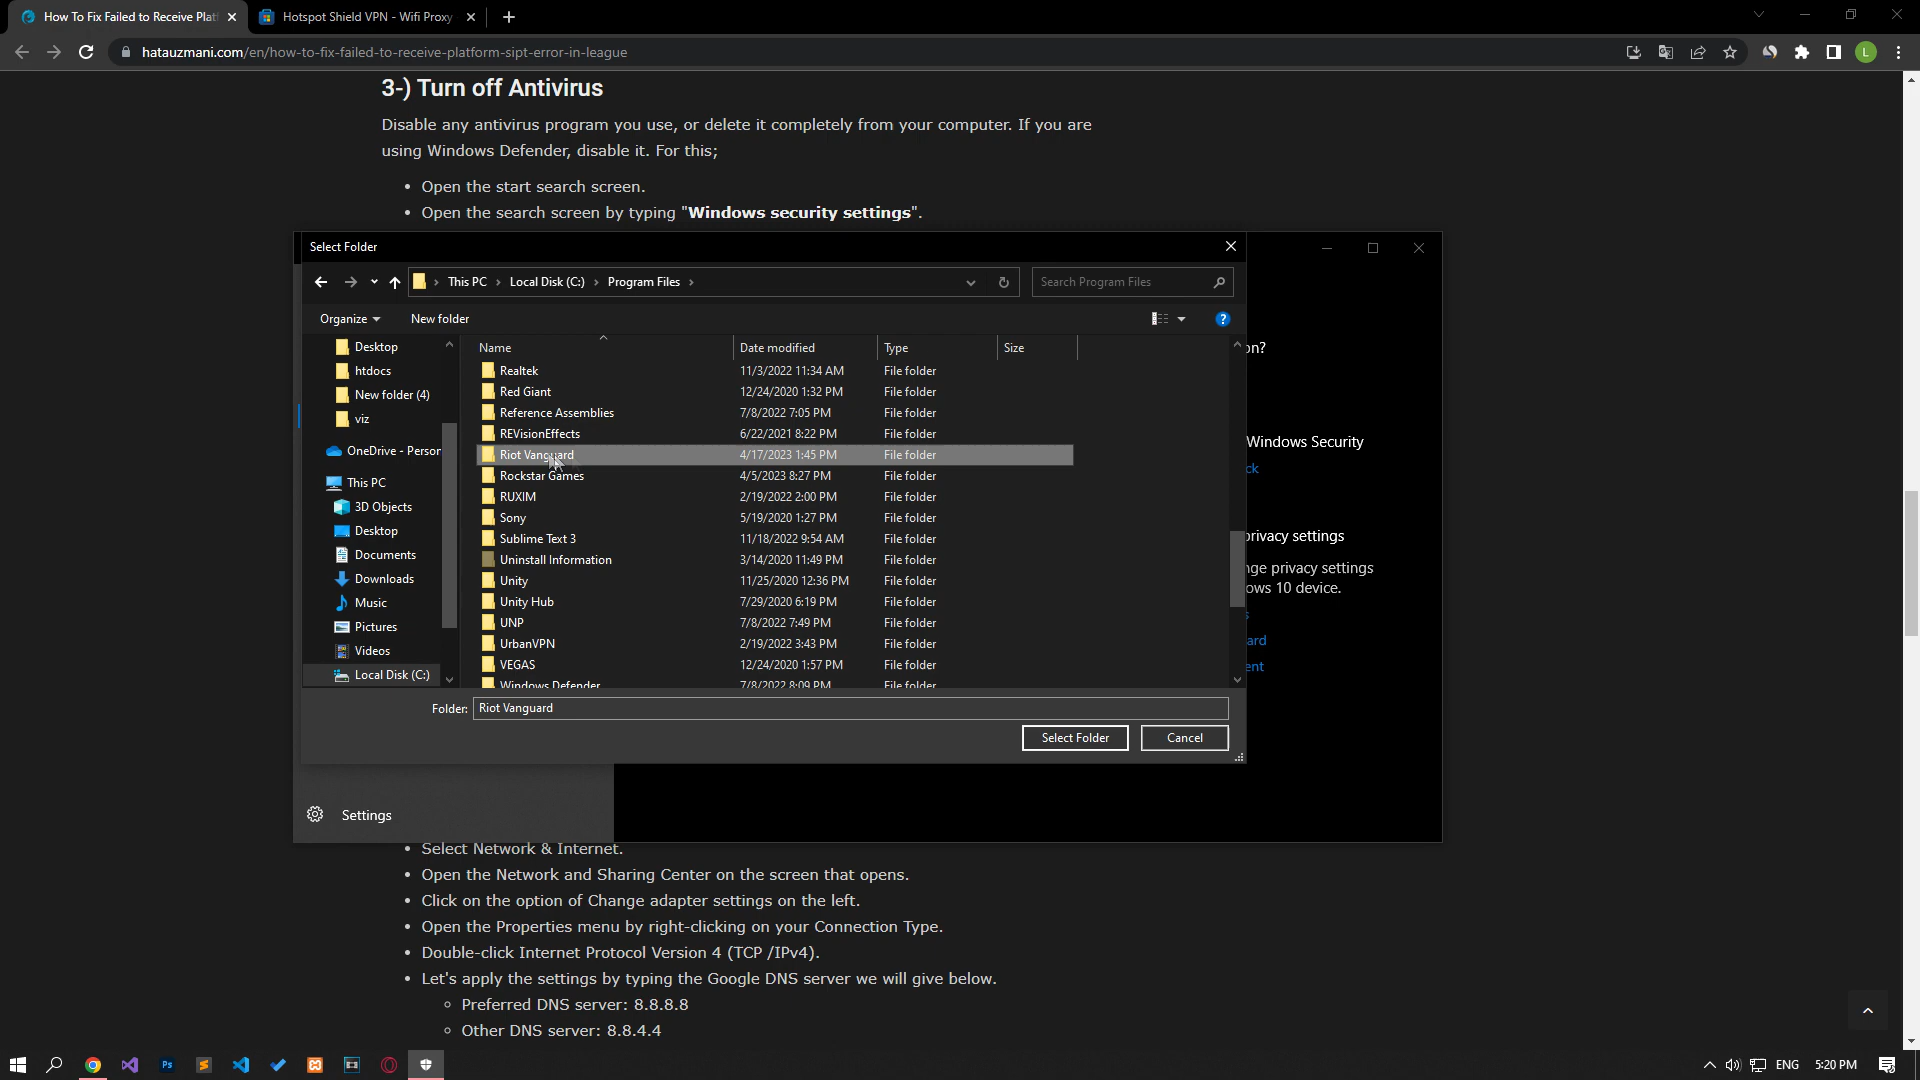 How To Fix Failed to Receive Plat
Hotspot Shield VPN - Wifi Proxy
hatauzmani.com/en/how-to-fix-failed-to-receive-platform-sipt-error-in-league
L
3-) Turn off Antivirus
Disable any antivirus program you use, or delete it completely from your computer. If you are
using Windows Defender, disable it. For this;
• Open the start search screen.
• Open the search screen by typing "Windows security settings".
Select Folder
This PC > Local Disk (C:) > Program Files >
Search Program Files
Organize
New folder
?
Name Date modified Type Size
Desktop
htdocs
New folder (4)
viz
OneDrive - Person
This PC
3D Objects
Desktop
Documents
Downloads
Music
Pictures
Videos
Local Disk (C:)
Realtek 11/3/2022 11:34 AM File folder
Red Giant 12/24/2020 1:32 PM File folder
Reference Assemblies 7/8/2022 7:05 PM File folder
REVisionEffects 6/22/2021 8:22 PM File folder
Riot Vanguard 4/17/2023 1:45 PM File folder
Rockstar Games 4/5/2023 8:27 PM File folder
RUXIM 2/19/2022 2:00 PM File folder
Sony 5/19/2020 1:27 PM File folder
Sublime Text 3 11/18/2022 9:54 AM File folder
Uninstall Information 3/14/2020 11:49 PM File folder
Unity 11/25/2020 12:36 PM File folder
Unity Hub 7/29/2020 6:19 PM File folder
UNP 7/8/2022 7:49 PM File folder
UrbanVPN 2/19/2022 3:43 PM File folder
VEGAS 12/24/2020 1:57 PM File folder
Windows Defender 7/8/2022 8:09 PM File folder
Folder: Riot Vanguard
Select Folder
Cancel
on?
Windows Security
ck
privacy settings
nge privacy settings
ows 10 device.
s
ard
ent
Settings
• Select Network & Internet.
• Open the Network and Sharing Center on the screen that opens.
• Click on the option of Change adapter settings on the left.
• Open the Properties menu by right-clicking on your Connection Type.
• Double-click Internet Protocol Version 4 (TCP /IPv4).
• Let's apply the settings by typing the Google DNS server we will give below.
◦ Preferred DNS server: 8.8.8.8
◦ Other DNS server: 8.8.4.4
Ps
ENG
5:20 PM